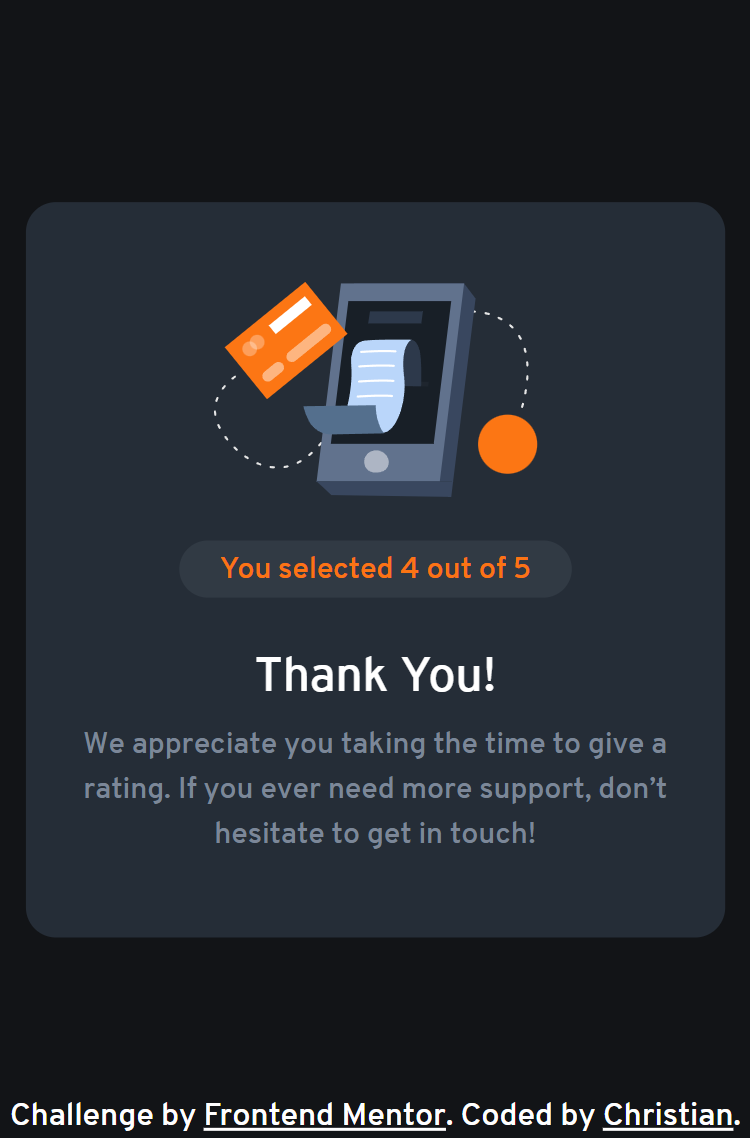 You selected 4 out of 5
Thank You!
We appreciate you taking the time to give a
rating. If you ever need more support, don’t
hesitate to get in touch!
Challenge by Frontend Mentor. Coded by Christian.